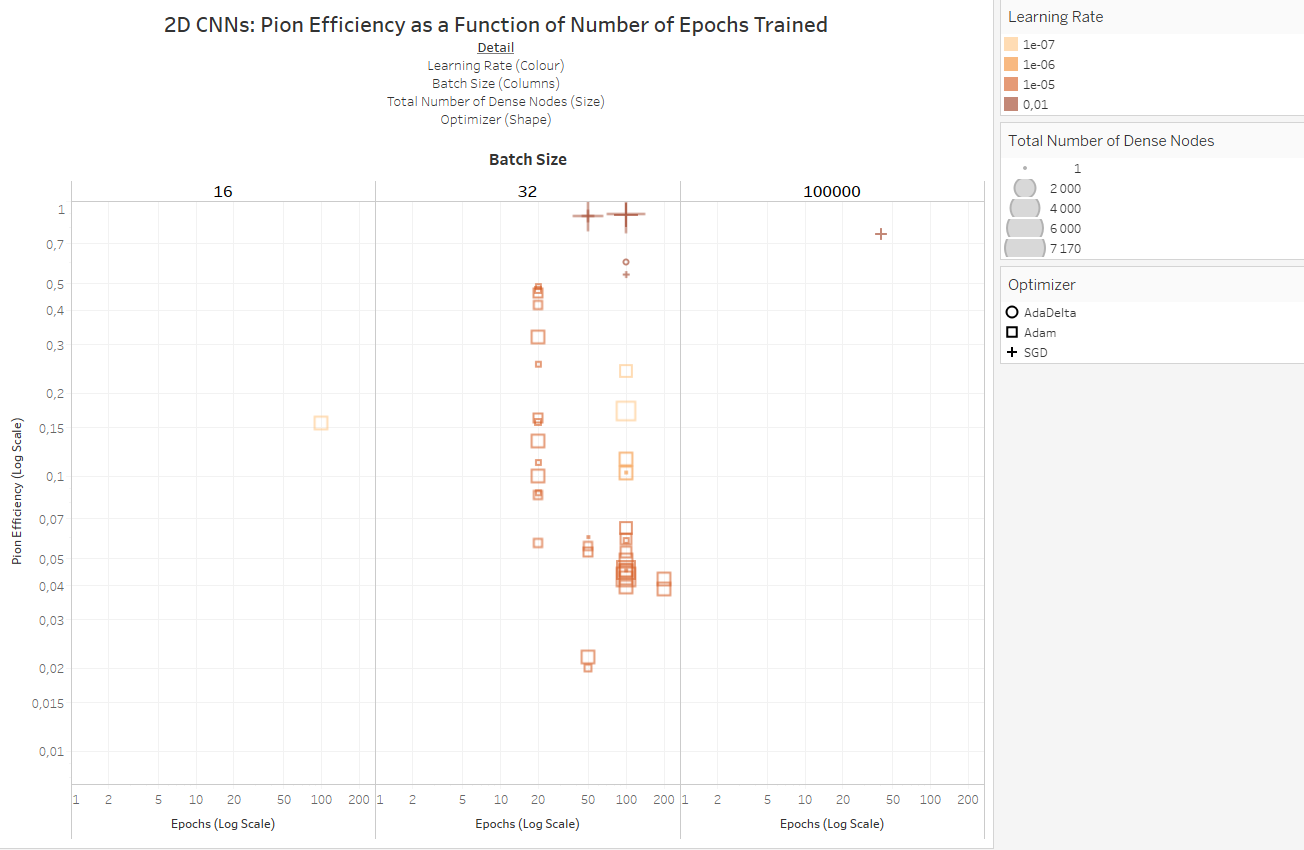 2D CNNs: Pion Efficiency as a Function of Number of Epochs Trained
Detail
Learning Rate (Colour)
Batch Size (Columns)
Total Number of Dense Nodes (Size)
Optimizer (Shape)
Batch Size
16 32 100000
Pion Efficiency (Log Scale)
1
0,7
0,5
0,4
0,3
0,2
0,15
0,1
0,07
0,05
0,04
0,03
0,02
0,015
0,01
1 2 5 10 20 50 100 200 1 2 5 10 20 50 100 200 1 2 5 10 20 50 100 200
Epochs (Log Scale) Epochs (Log Scale) Epochs (Log Scale)
Learning Rate
1e-07
1e-06
1e-05
0,01
Total Number of Dense Nodes
1
2 000
4 000
6 000
7 170
Optimizer
AdaDelta
Adam
SGD